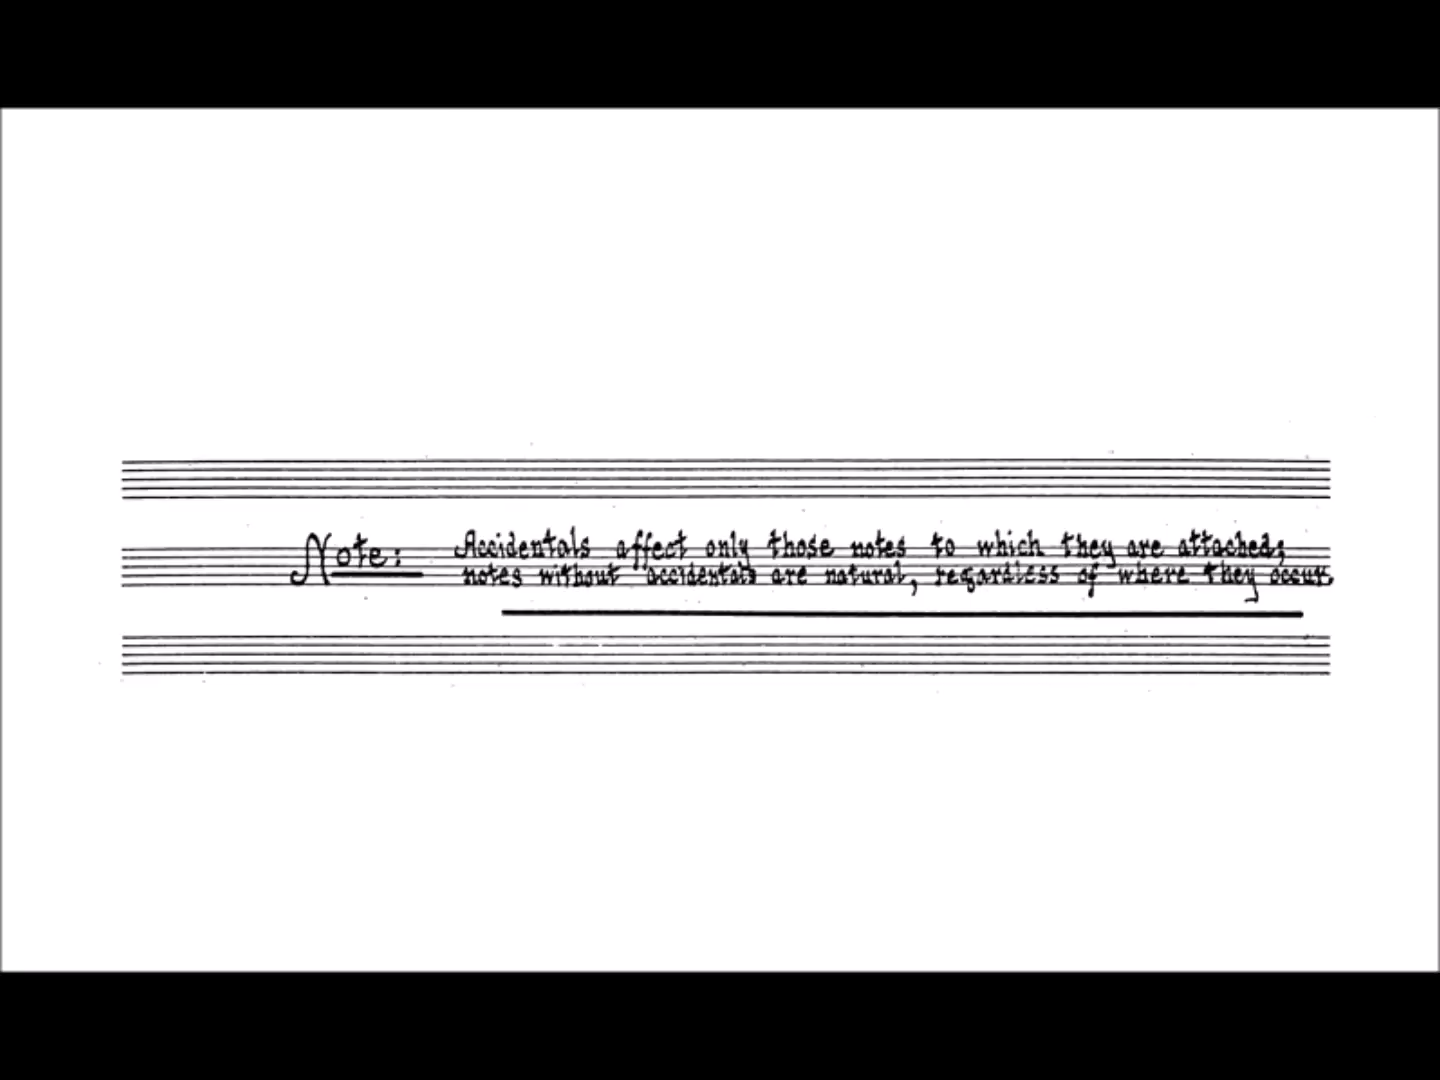 Note: Accidentals affect only those notes to which they are attached;
notes without accidentals are natural, regardless of where they occur.